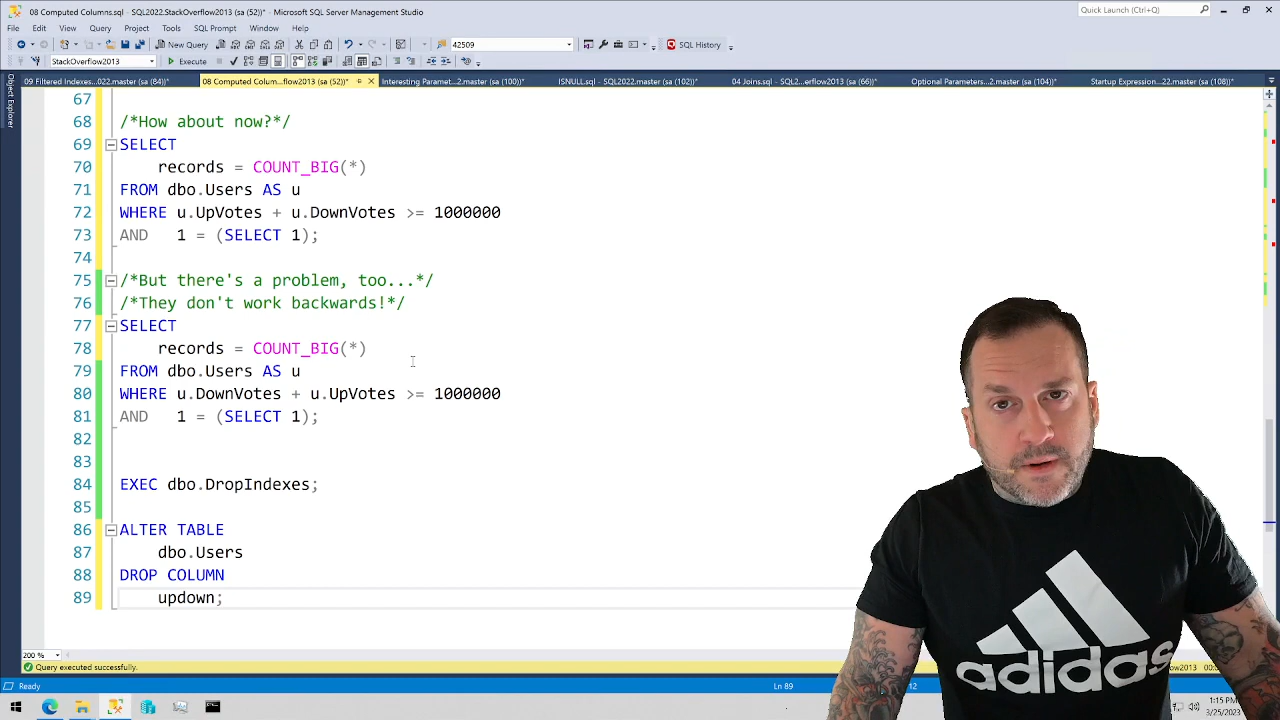 08 Computed Columns.sql - SQL2022.StackOverflow2013 (sa (52))* - Microsoft SQL Server Management Studio
Quick Launch (Ctrl+Q)
File Edit View Query Project Tools SQL Prompt Window Help
New Query 42509 SQL History
StackOverflow2013 Execute
09 Filtered Indexes...022.master (sa (84))* 08 Computed Colum...flow2013 (sa (52))* Interesting Paramet...2.master (sa (100))* ISNULL.sql - SQL2022.master (sa (102))* 04 Joins.sql - SQL2...erflow2013 (sa (66))* Optional Parameters...2.master (sa (104))* Startup Expression...22.master (sa (108))*
Object Explorer
67
68 /*How about now?*/
69 SELECT
70 records = COUNT_BIG(*)
71 FROM dbo.Users AS u
72 WHERE u.UpVotes + u.DownVotes >= 1000000
73 AND 1 = (SELECT 1);
74
75 /*But there's a problem, too...*/
76 /*They don't work backwards!*/
77 SELECT
78 records = COUNT_BIG(*)
79 FROM dbo.Users AS u
80 WHERE u.DownVotes + u.UpVotes >= 1000000
81 AND 1 = (SELECT 1);
82
83
84 EXEC dbo.DropIndexes;
85
86 ALTER TABLE
87 dbo.Users
88 DROP COLUMN
89 updown;
adidas
200 %
Query executed successfully.
Ready Ln 89
1:15 PM
3/25/2023